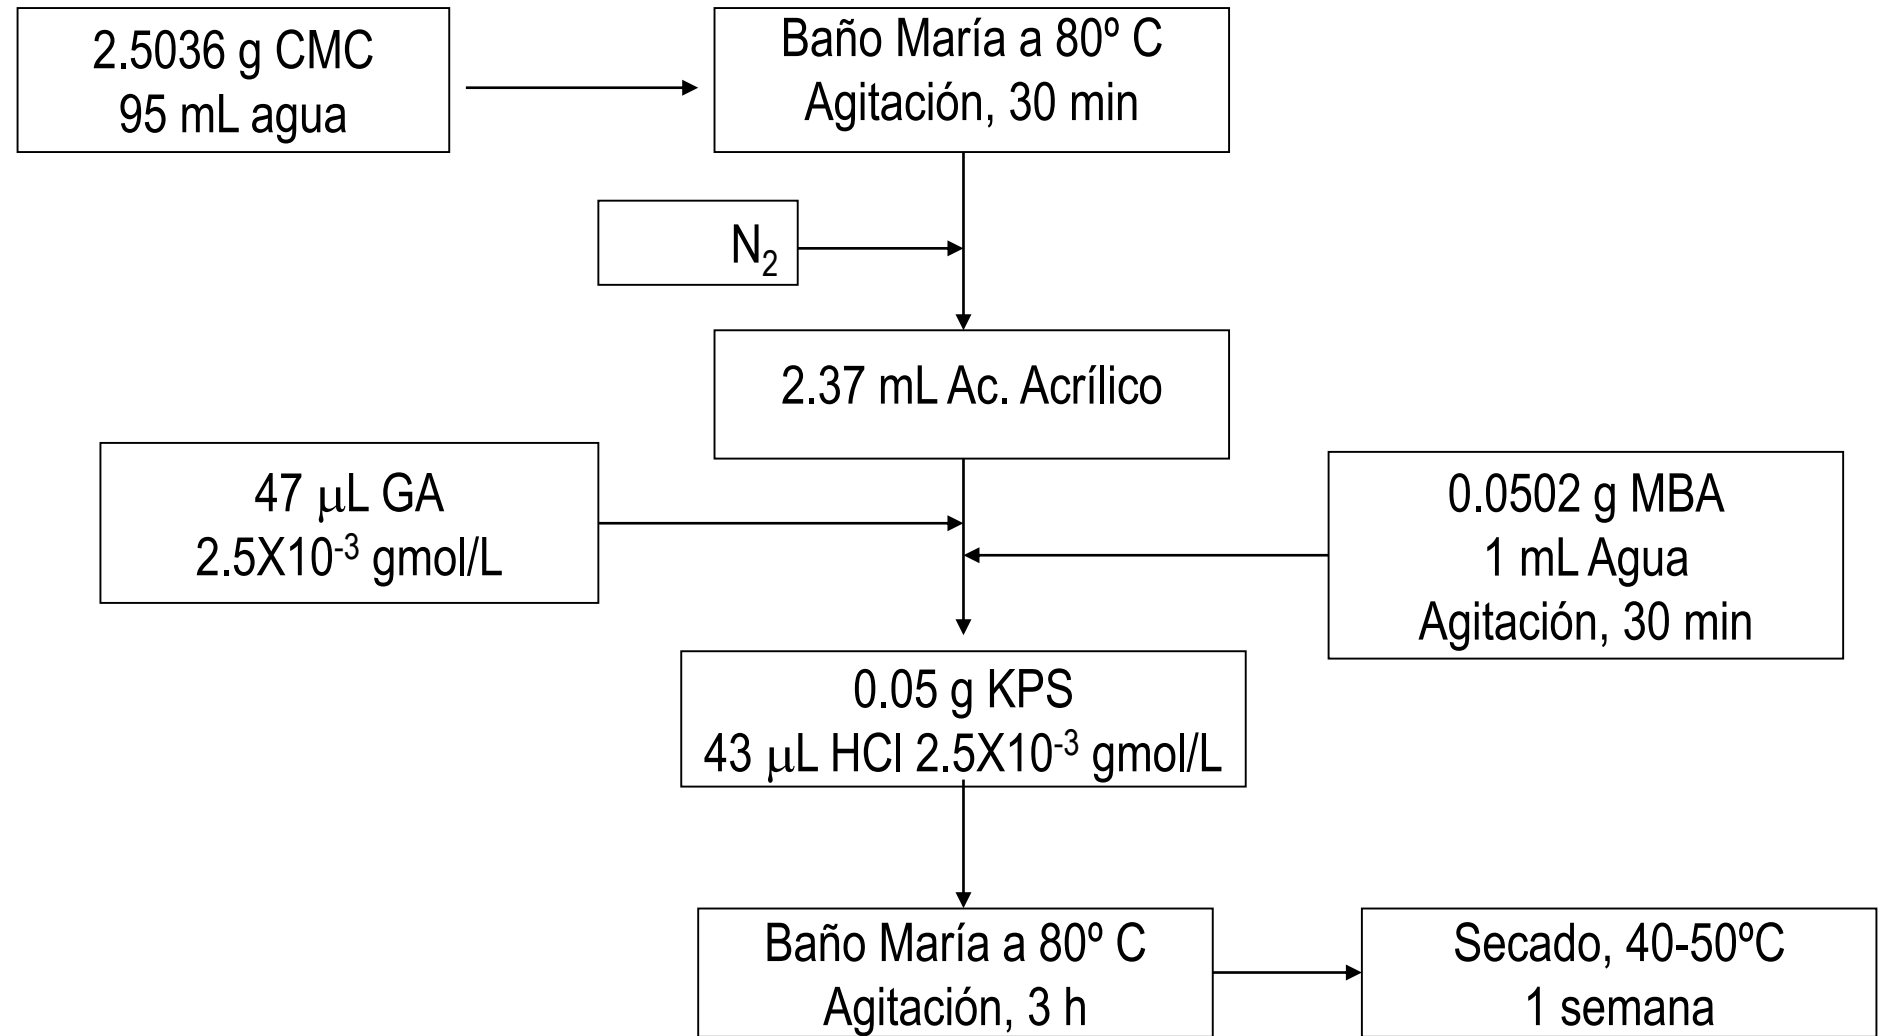 2.5036 g CMC
95 mL agua
Baño María a 80º C
Agitación, 30 min
N₂
2.37 mL Ac. Acrílico
47 μL GA
2.5X10⁻³ gmol/L
0.0502 g MBA
1 mL Agua
Agitación, 30 min
0.05 g KPS
43 μL HCl 2.5X10⁻³ gmol/L
Baño María a 80º C
Agitación, 3 h
Secado, 40-50ºC
1 semana